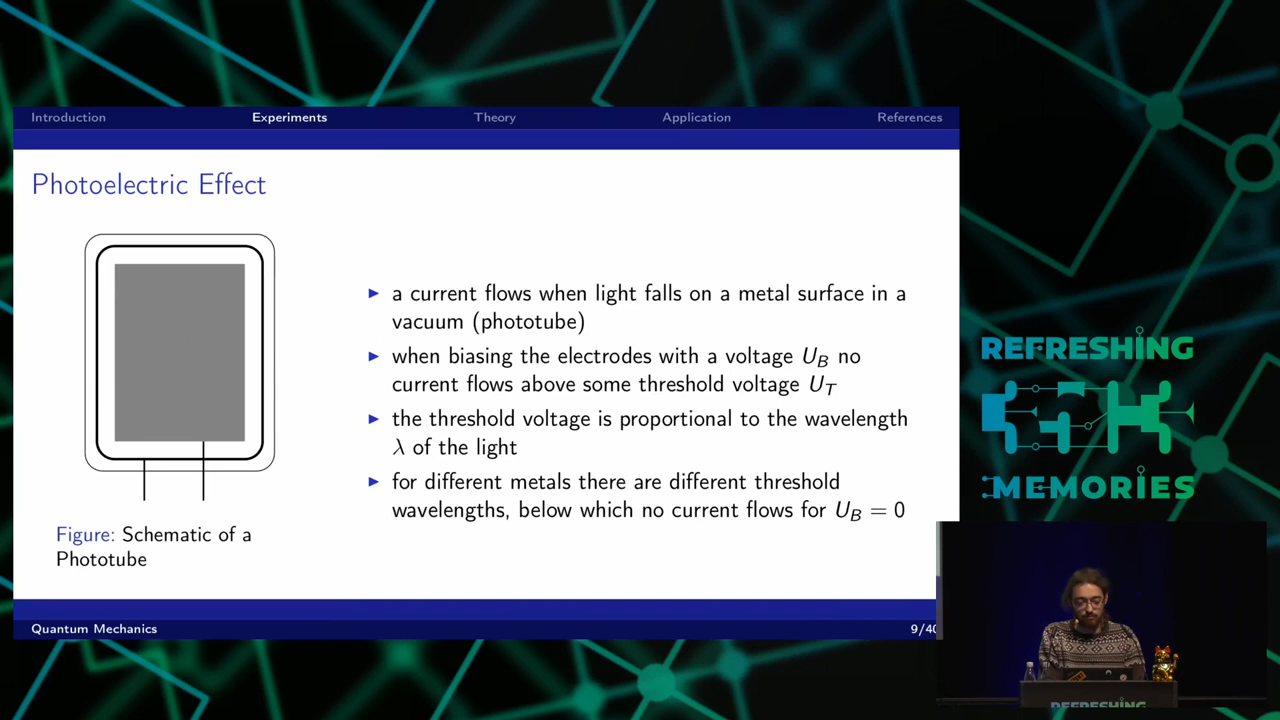 Introduction
Experiments
Theory
Application
References
Photoelectric Effect
a current flows when light falls on a metal surface in a
vacuum (phototube)
when biasing the electrodes with a voltage U_B no
current flows above some threshold voltage U_T
the threshold voltage is proportional to the wavelength
λ of the light
for different metals there are different threshold
wavelengths, below which no current flows for U_B = 0
Figure: Schematic of a
Phototube
Quantum Mechanics
9/40
REFRESHING
MEMORIES
REFRESHING